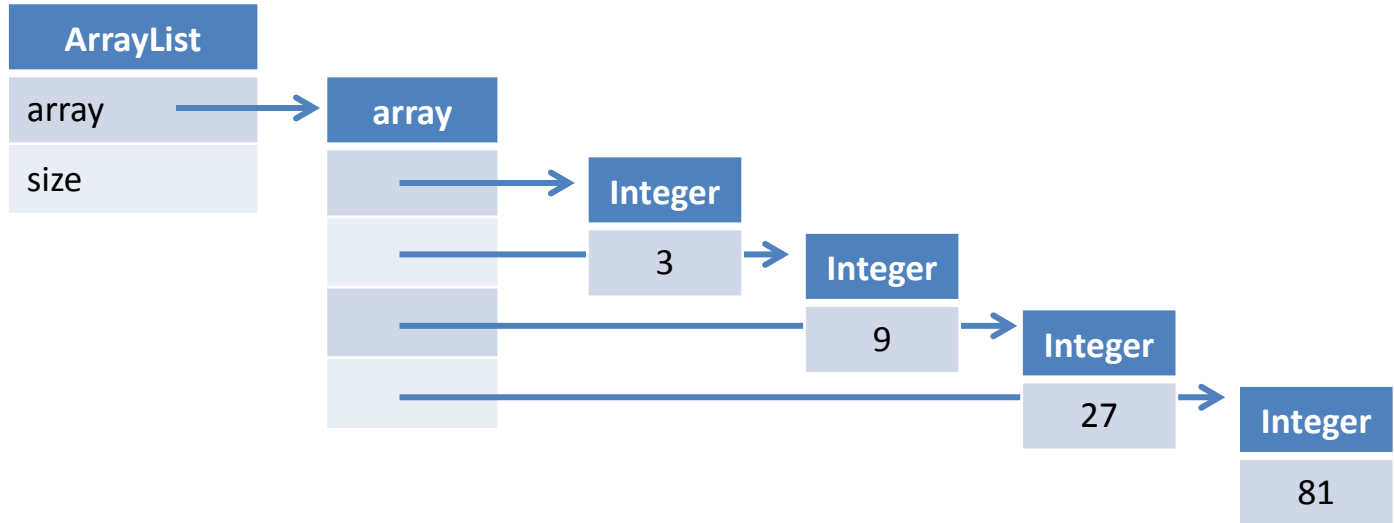 ArrayList
array
size
array
Integer
3
Integer
9
Integer
27
Integer
81